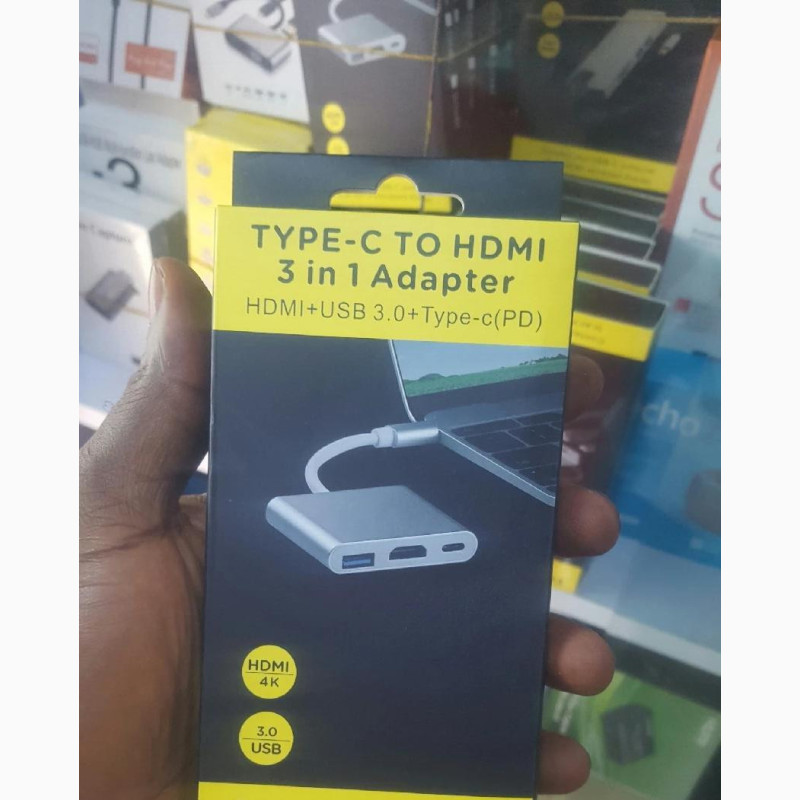 TYPE-C TO HDMI
3 in 1 Adapter
HDMI+USB 3.0+Type-c(PD)
HDMI
4K
3.0
USB